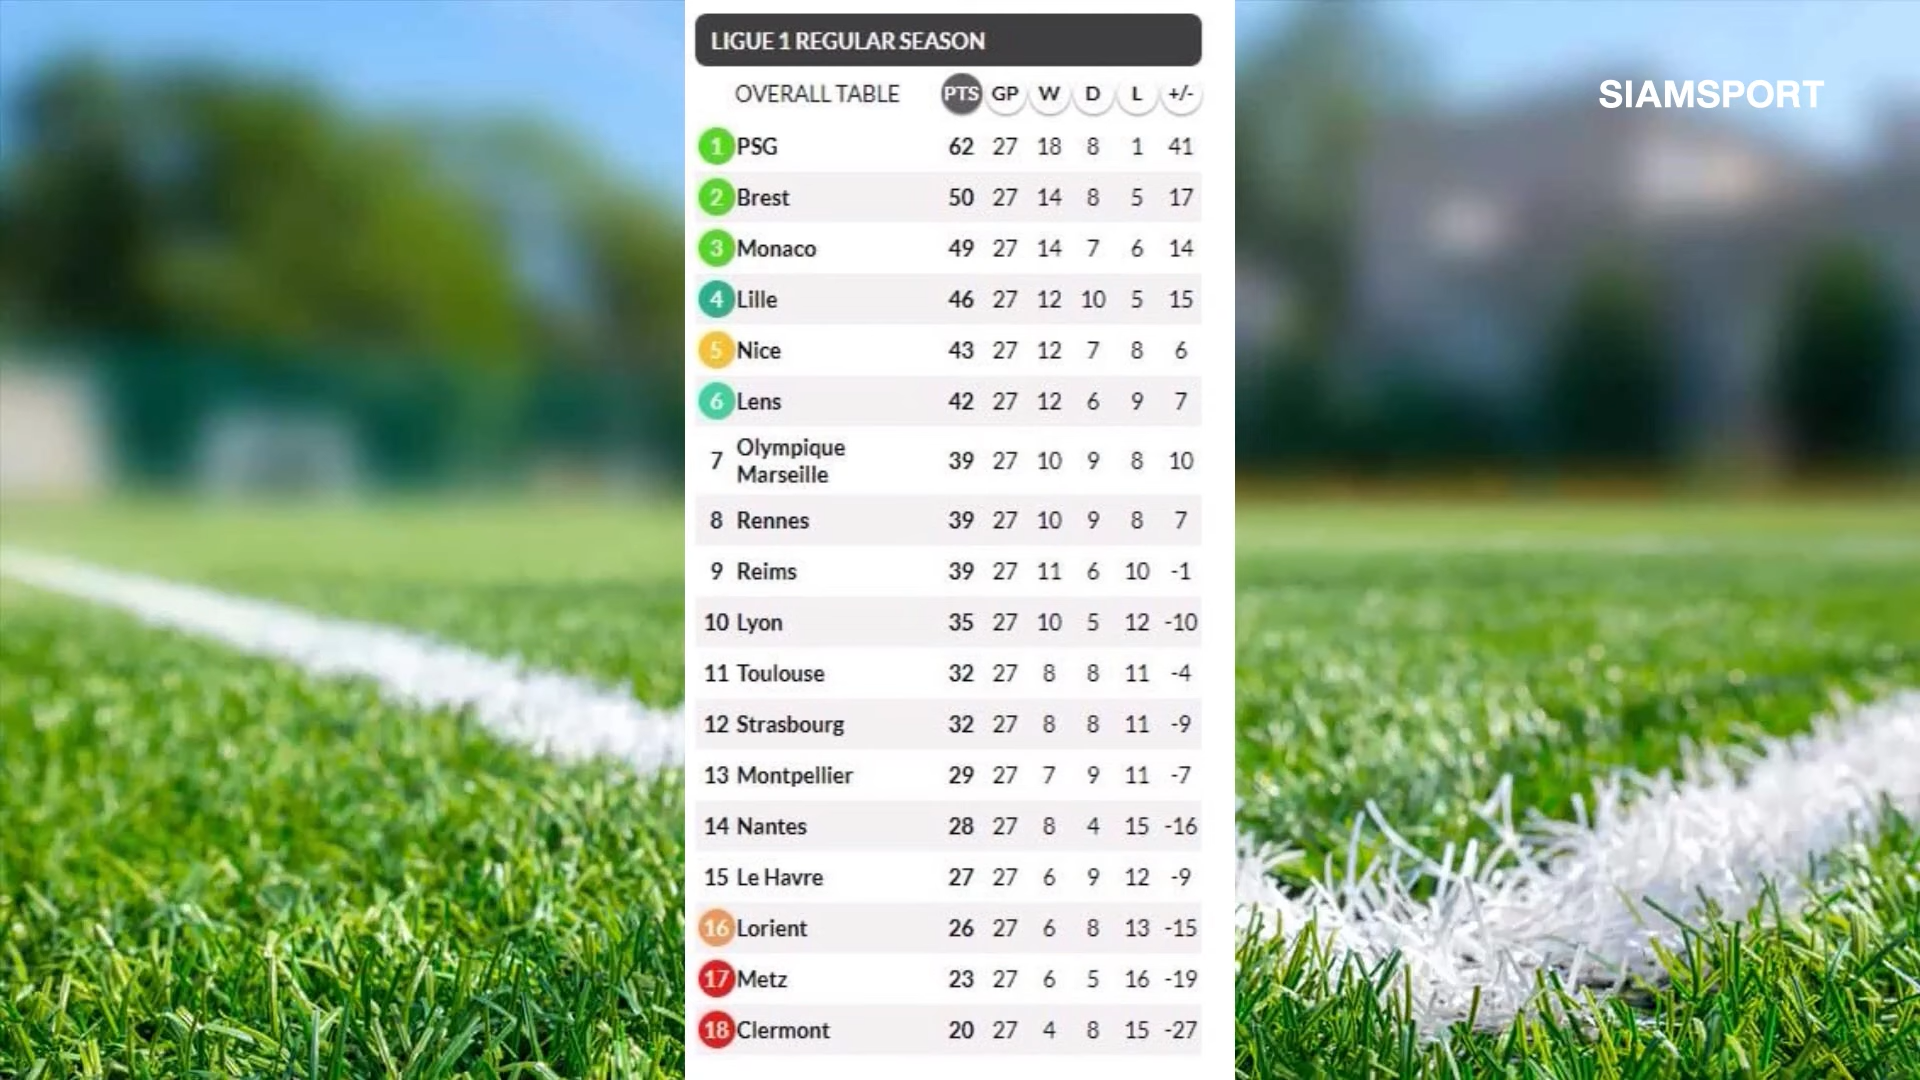 LIGUE 1 REGULAR SEASON
SIAMSPORT
OVERALL TABLE PTS GP W D L +/-
1 PSG 62 27 18 8 1 41
2 Brest 50 27 14 8 5 17
3 Monaco 49 27 14 7 6 14
4 Lille 46 27 12 10 5 15
5 Nice 43 27 12 7 8 6
6 Lens 42 27 12 6 9 7
7 Olympique
Marseille 39 27 10 9 8 10
8 Rennes 39 27 10 9 8 7
9 Reims 39 27 11 6 10 -1
10 Lyon 35 27 10 5 12 -10
11 Toulouse 32 27 8 8 11 -4
12 Strasbourg 32 27 8 8 11 -9
13 Montpellier 29 27 7 9 11 -7
14 Nantes 28 27 8 4 15 -16
15 Le Havre 27 27 6 9 12 -9
16 Lorient 26 27 6 8 13 -15
17 Metz 23 27 6 5 16 -19
18 Clermont 20 27 4 8 15 -27